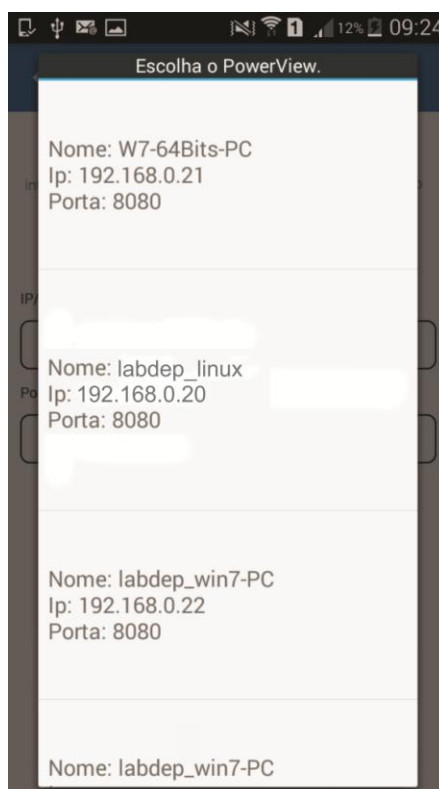 12% 09:24
Escolha o PowerView.
Nome: W7-64Bits-PC
Ip: 192.168.0.21
Porta: 8080
IP/
Nome: labdep_linux
Po
Ip: 192.168.0.20
Porta: 8080
Nome: labdep_win7-PC
Ip: 192.168.0.22
Porta: 8080
Nome: labdep_win7-PC